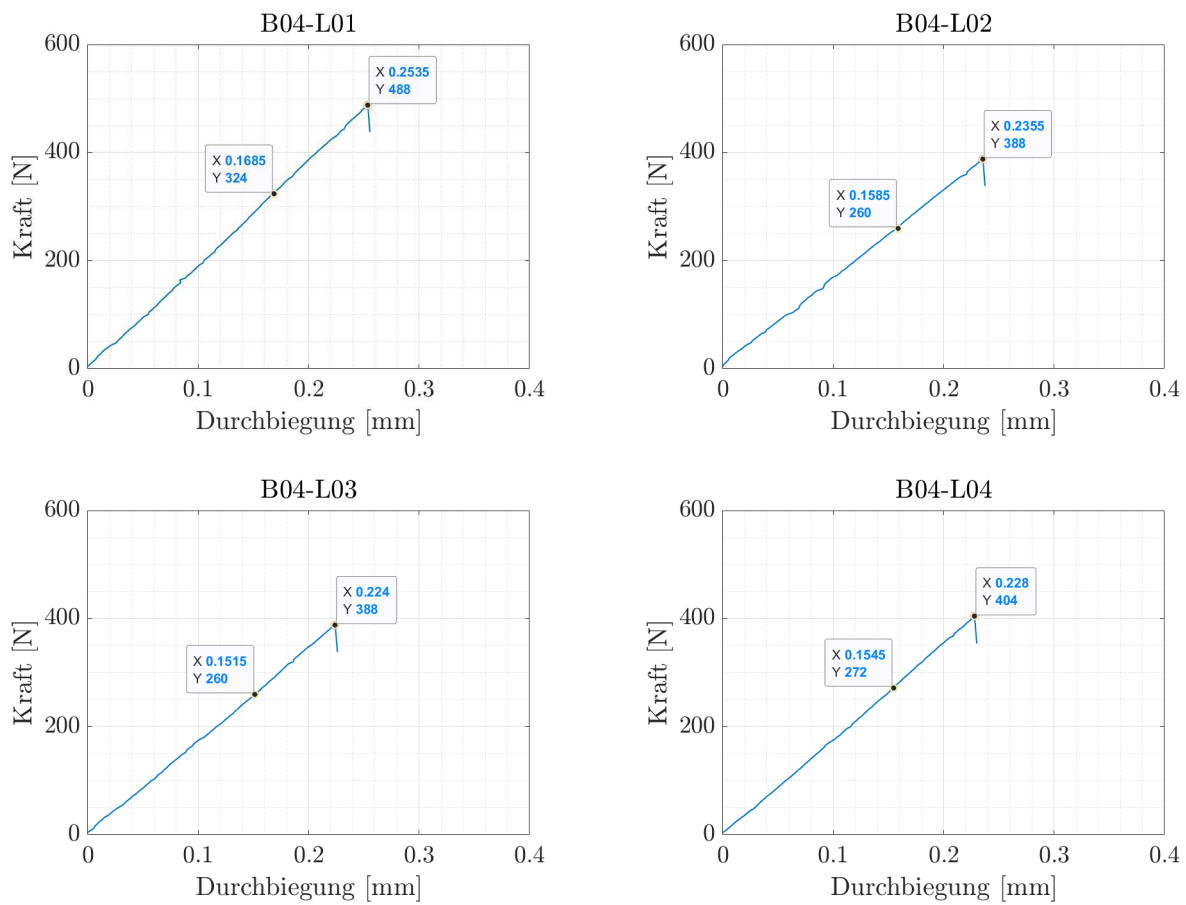 B04-L01
600
400
200
0
Kraft [N]
X 0.2535
Y 488
X 0.1685
Y 324
0 0.1 0.2 0.3 0.4
Durchbiegung [mm]
B04-L02
600
400
200
0
Kraft [N]
X 0.2355
Y 388
X 0.1585
Y 260
0 0.1 0.2 0.3 0.4
Durchbiegung [mm]
B04-L03
600
400
200
0
Kraft [N]
X 0.224
Y 388
X 0.1515
Y 260
0 0.1 0.2 0.3 0.4
Durchbiegung [mm]
B04-L04
600
400
200
0
Kraft [N]
X 0.228
Y 404
X 0.1545
Y 272
0 0.1 0.2 0.3 0.4
Durchbiegung [mm]